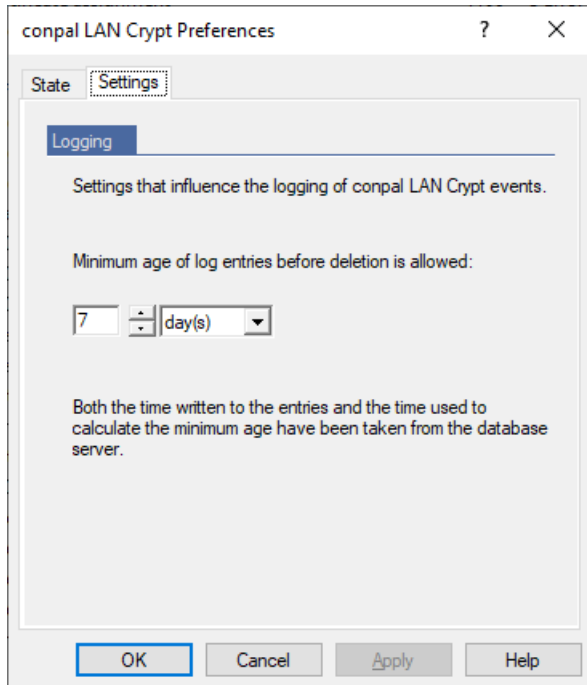 conpal LAN Crypt Preferences ?
State Settings
Logging
Settings that influence the logging of conpal LAN Crypt events.
Minimum age of log entries before deletion is allowed:
7 day(s)
Both the time written to the entries and the time used to
calculate the minimum age have been taken from the database
server.
OK Cancel Apply Help